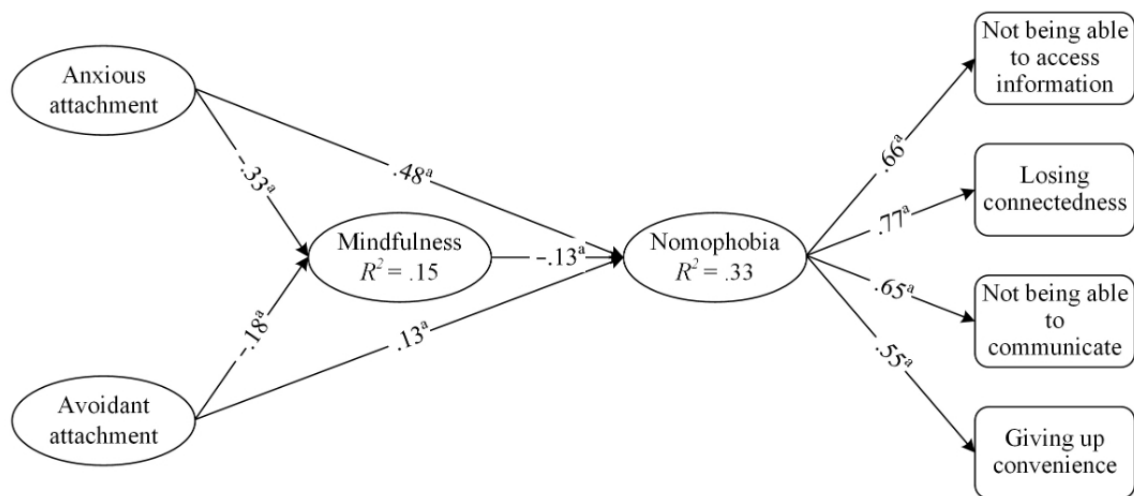 Anxious
attachment
Avoidant
attachment
-.33ᵃ
-.18ᵃ
.48ᵃ
.13ᵃ
Mindfulness
R² = .15
–.13ᵃ
Nomophobia
R² = .33
.66ᵃ
.77ᵃ
.65ᵃ
.55ᵃ
Not being able
to access
information
Losing
connectedness
Not being able
to
communicate
Giving up
convenience